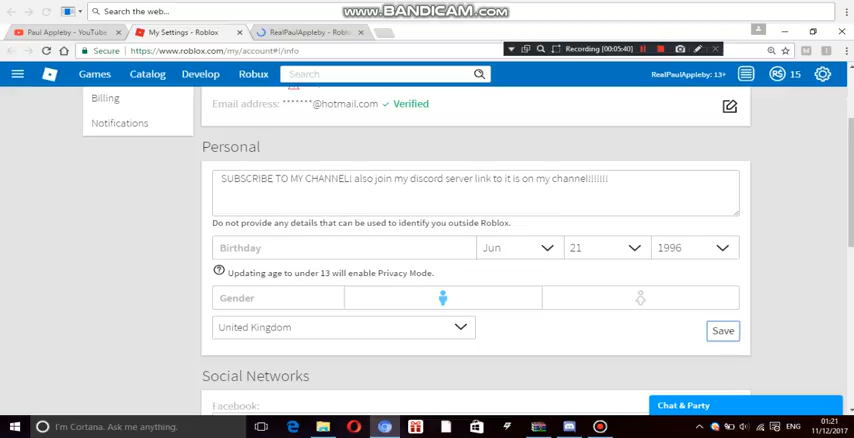 Search the web...
www.BANDICAM.com
Paul Appleby - YouTube
My Settings - Roblox
RealPaulAppleby - Roblox
Secure
https://www.roblox.com/my/account#!/info
Recording [00:05:40]
Games
Catalog
Develop
Robux
Search
RealPaulAppleby: 13+
R$ 15
Billing
Notifications
Email address: *******@hotmail.com
Verified
Personal
SUBSCRIBE TO MY CHANNEL! also join my discord server link to it is on my channel!!!!!!!
Do not provide any details that can be used to identify you outside Roblox.
Birthday
Jun
21
1996
Updating age to under 13 will enable Privacy Mode.
Gender
United Kingdom
Save
Social Networks
Facebook:
Chat & Party
I'm Cortana. Ask me anything.
ENG
01:21
11/12/2017